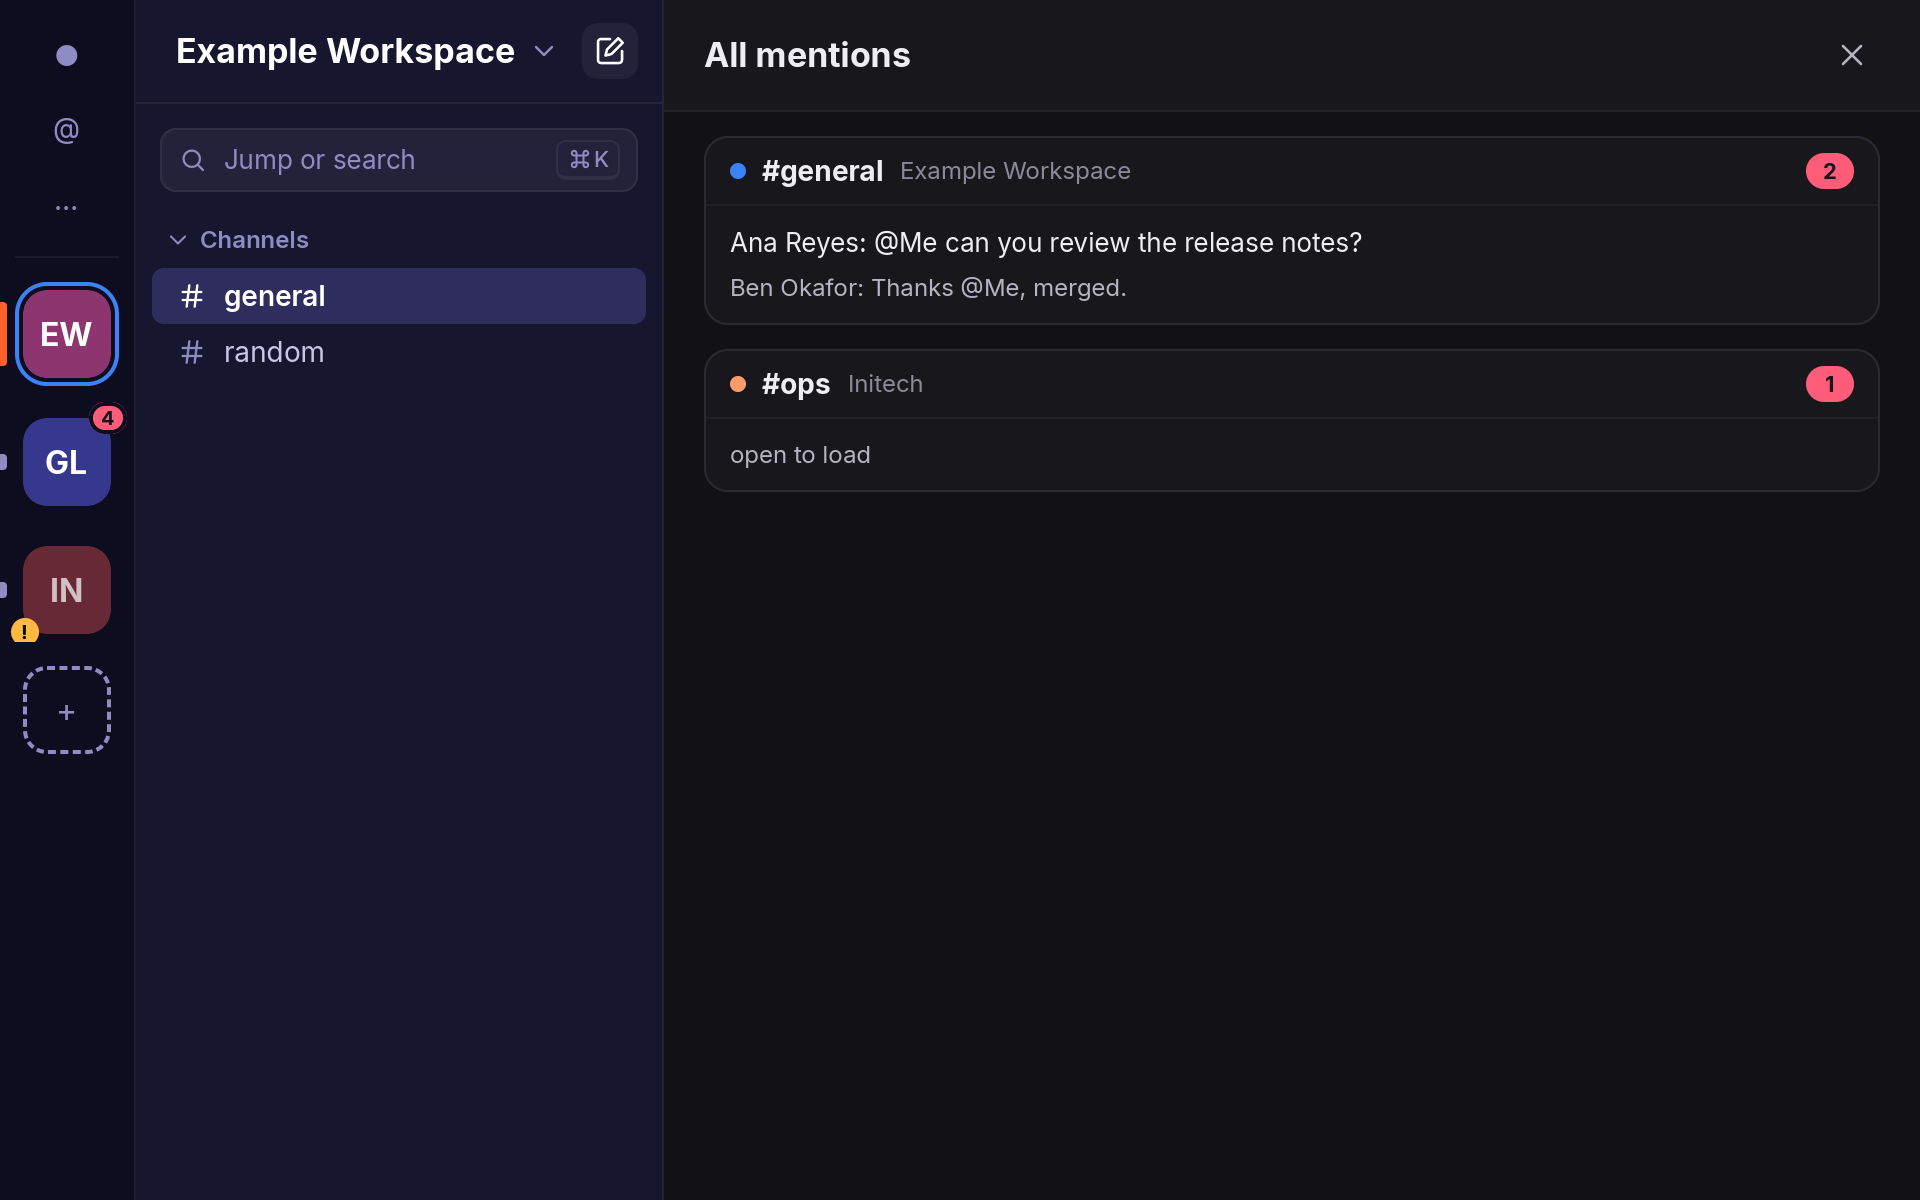 @
...
EW
4
GL
IN
!
+
Example Workspace
Jump or search ⌘K
Channels
# general
# random
All mentions
#general Example Workspace 2
Ana Reyes: @Me can you review the release notes?
Ben Okafor: Thanks @Me, merged.
#ops Initech 1
open to load